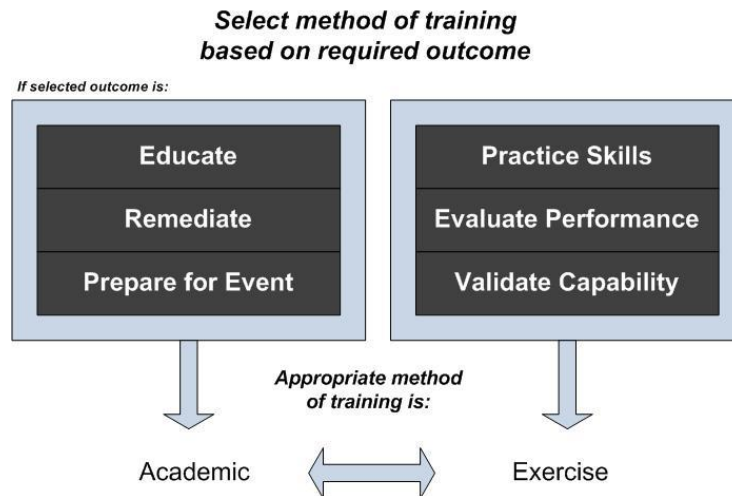 Select method of training
based on required outcome
If selected outcome is:
Educate
Remediate
Prepare for Event
Practice Skills
Evaluate Performance
Validate Capability
Appropriate method
of training is:
Academic
Exercise